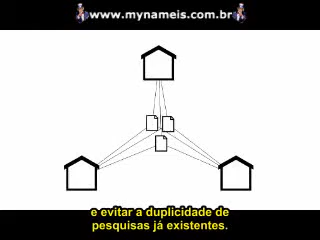 www.mynameis.com.br
e evitar a duplicidade de
pesquisas já existentes.